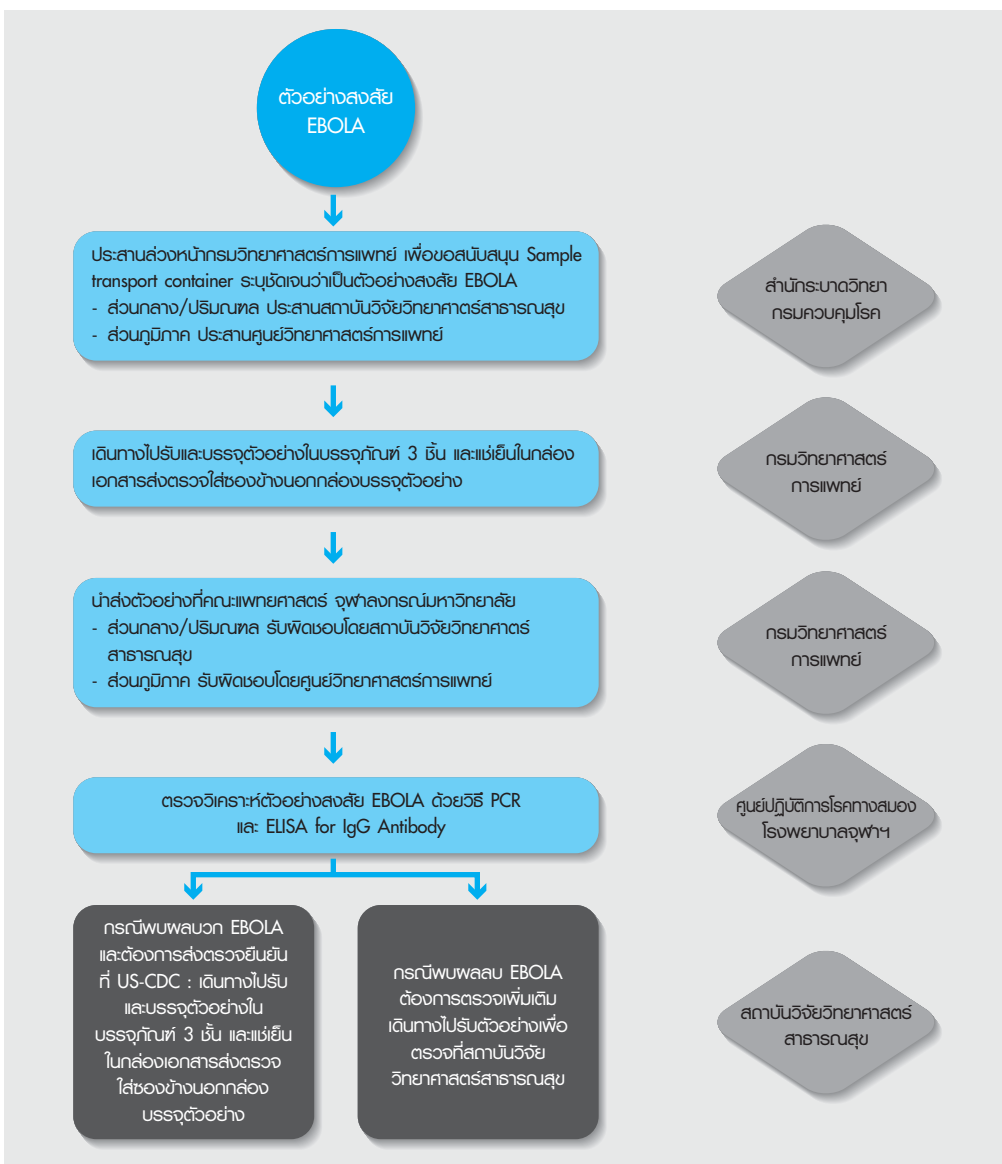 ตัวอย่างสงสัย
EBOLA
ประสานล่วงหน้ากรมวิทยาศาสตร์การแพทย์ เพื่อขอสนับสนุน Sample
transport container ระบุชัดเจนว่าเป็นตัวอย่างสงสัย EBOLA
- ส่วนกลาง/ปริมณฑล ประสานสถาบันวิจัยวิทยาศาตร์สาธารณสุข
- ส่วนภูมิภาค ประสานศูนย์วิทยาศาสตร์การแพทย์
สำนักระบาดวิทยา
กรมควบคุมโรค
เดินทางไปรับและบรรจุตัวอย่างในบรรจุภัณฑ์ 3 ชั้น และแช่เย็นในกล่อง
เอกสารส่งตรวจใส่ซองข้างนอกกล่องบรรจุตัวอย่าง
กรมวิทยาศาสตร์
การแพทย์
นำส่งตัวอย่างที่คณะแพทยศาสตร์ จุฬาลงกรณ์มหาวิทยาลัย
- ส่วนกลาง/ปริมณฑล รับผิดชอบโดยสถาบันวิจัยวิทยาศาตร์
สาธารณสุข
- ส่วนภูมิภาค รับผิดชอบโดยศูนย์วิทยาศาสตร์การแพทย์
กรมวิทยาศาสตร์
การแพทย์
ตรวจวิเคราะห์ตัวอย่างสงสัย EBOLA ด้วยวิธี PCR
และ ELISA for IgG Antibody
ศูนย์ปฏิบัติการโรคทางสมอง
โรงพยาบาลจุฬาฯ
กรณีพบผลบวก EBOLA
และต้องการส่งตรวจยืนยัน
ที่ US-CDC : เดินทางไปรับ
และบรรจุตัวอย่างใน
บรรจุภัณฑ์ 3 ชั้น และแช่เย็น
ในกล่องเอกสารส่งตรวจ
ใส่ซองข้างนอกกล่อง
บรรจุตัวอย่าง
กรณีพบผลลบ EBOLA
ต้องการตรวจเพิ่มเติม
เดินทางไปรับตัวอย่างเพื่อ
ตรวจที่สถาบันวิจัย
วิทยาศาสตร์สาธารณสุข
สถาบันวิจัยวิทยาศาสตร์
สาธารณสุข